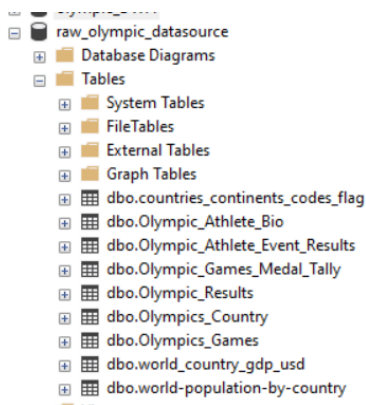 raw_olympic_datasource
Database Diagrams
Tables
System Tables
FileTables
External Tables
Graph Tables
dbo.countries_continents_codes_flag
dbo.Olympic_Athlete_Bio
dbo.Olympic_Athlete_Event_Results
dbo.Olympic_Games_Medal_Tally
dbo.Olympic_Results
dbo.Olympics_Country
dbo.Olympics_Games
dbo.world_country_gdp_usd
dbo.world-population-by-country